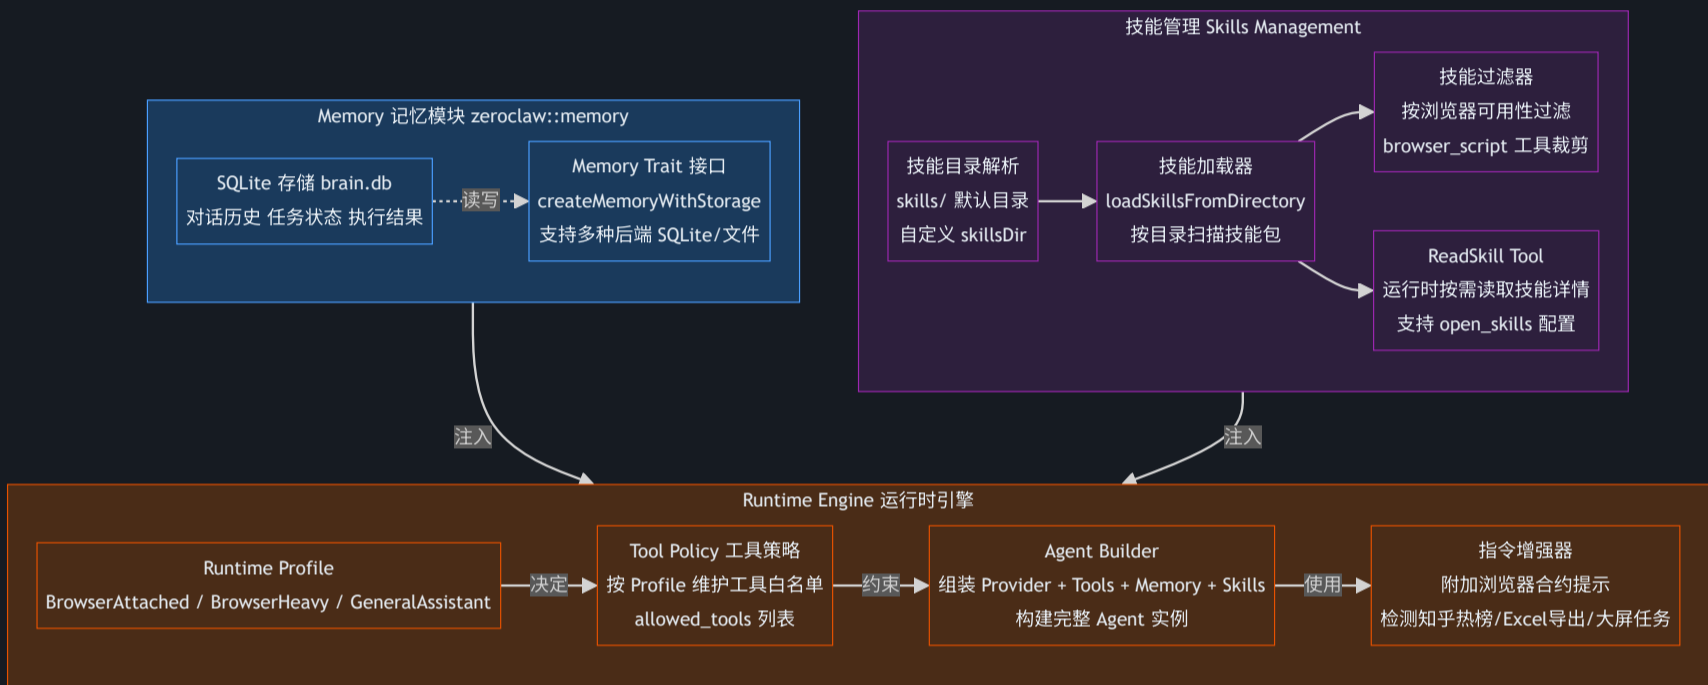 技能管理 Skills Management
技能目录解析
skills/ 默认目录
自定义 skillsDir
技能加载器
loadSkillsFromDirectory
按目录扫描技能包
技能过滤器
按浏览器可用性过滤
browser_script 工具裁剪
ReadSkill Tool
运行时按需读取技能详情
支持 open_skills 配置
Memory 记忆模块 zeroclaw::memory
SQLite 存储 brain.db
对话历史 任务状态 执行结果
读写
Memory Trait 接口
createMemoryWithStorage
支持多种后端 SQLite/文件
注入
注入
Runtime Engine 运行时引擎
Runtime Profile
BrowserAttached / BrowserHeavy / GeneralAssistant
决定
Tool Policy 工具策略
按 Profile 维护工具白名单
allowed_tools 列表
约束
Agent Builder
组装 Provider + Tools + Memory + Skills
构建完整 Agent 实例
使用
指令增强器
附加浏览器合约提示
检测知乎热榜/Excel导出/大屏任务